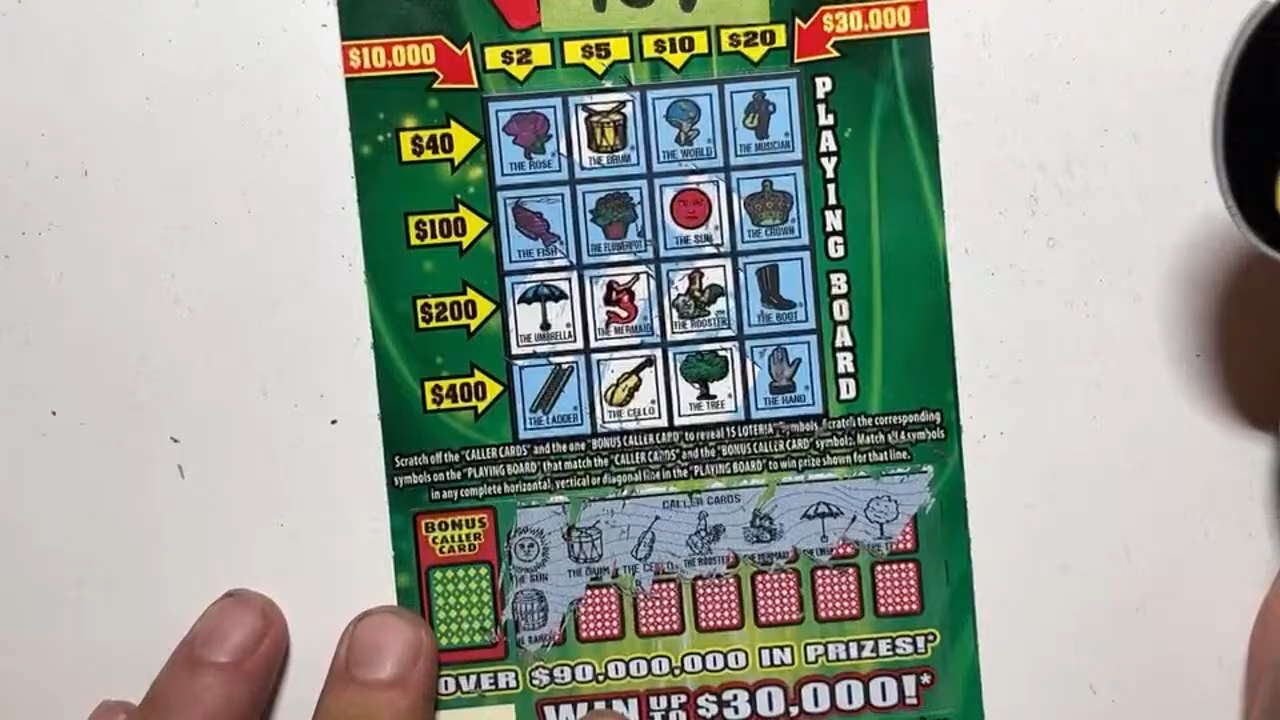 $10,000
$2 $5 $10 $20
$30,000
PLAYING BOARD
$40
THE ROSE THE DRUM THE WORLD THE MUSICIAN
$100
THE FISH THE FLOWERPOT THE SUN THE CROWN
$200
THE UMBRELLA THE MERMAID THE ROOSTER THE BOOT
$400
THE LADDER THE CELLO THE TREE THE HAND
Scratch off the "CALLER CARDS" and the one "BONUS CALLER CARD" to reveal 15 LOTERIA symbols. Scratch the corresponding
symbols on the "PLAYING BOARD" that match the "CALLER CARDS" and the "BONUS CALLER CARD" symbols. Match all 4 symbols
in any complete horizontal, vertical or diagonal line in the "PLAYING BOARD" to win prize shown for that line.
CALLER CARDS
BONUS
CALLER
CARD
THE SUN THE DRUM THE CELLO THE ROOSTER THE MERMAID
OVER $90,000,000 IN PRIZES!*
WIN UP TO $30,000!*